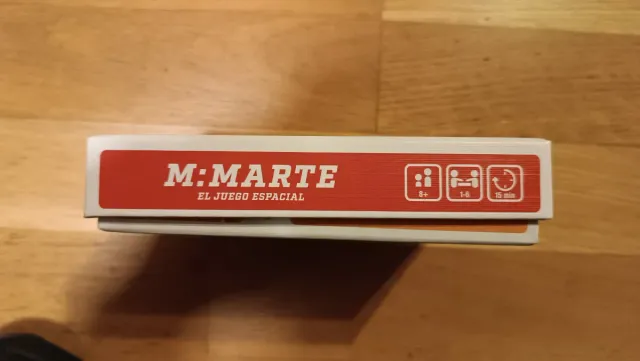 M:MARTE
EL JUEGO ESPACIAL
8+
1-6
15 min